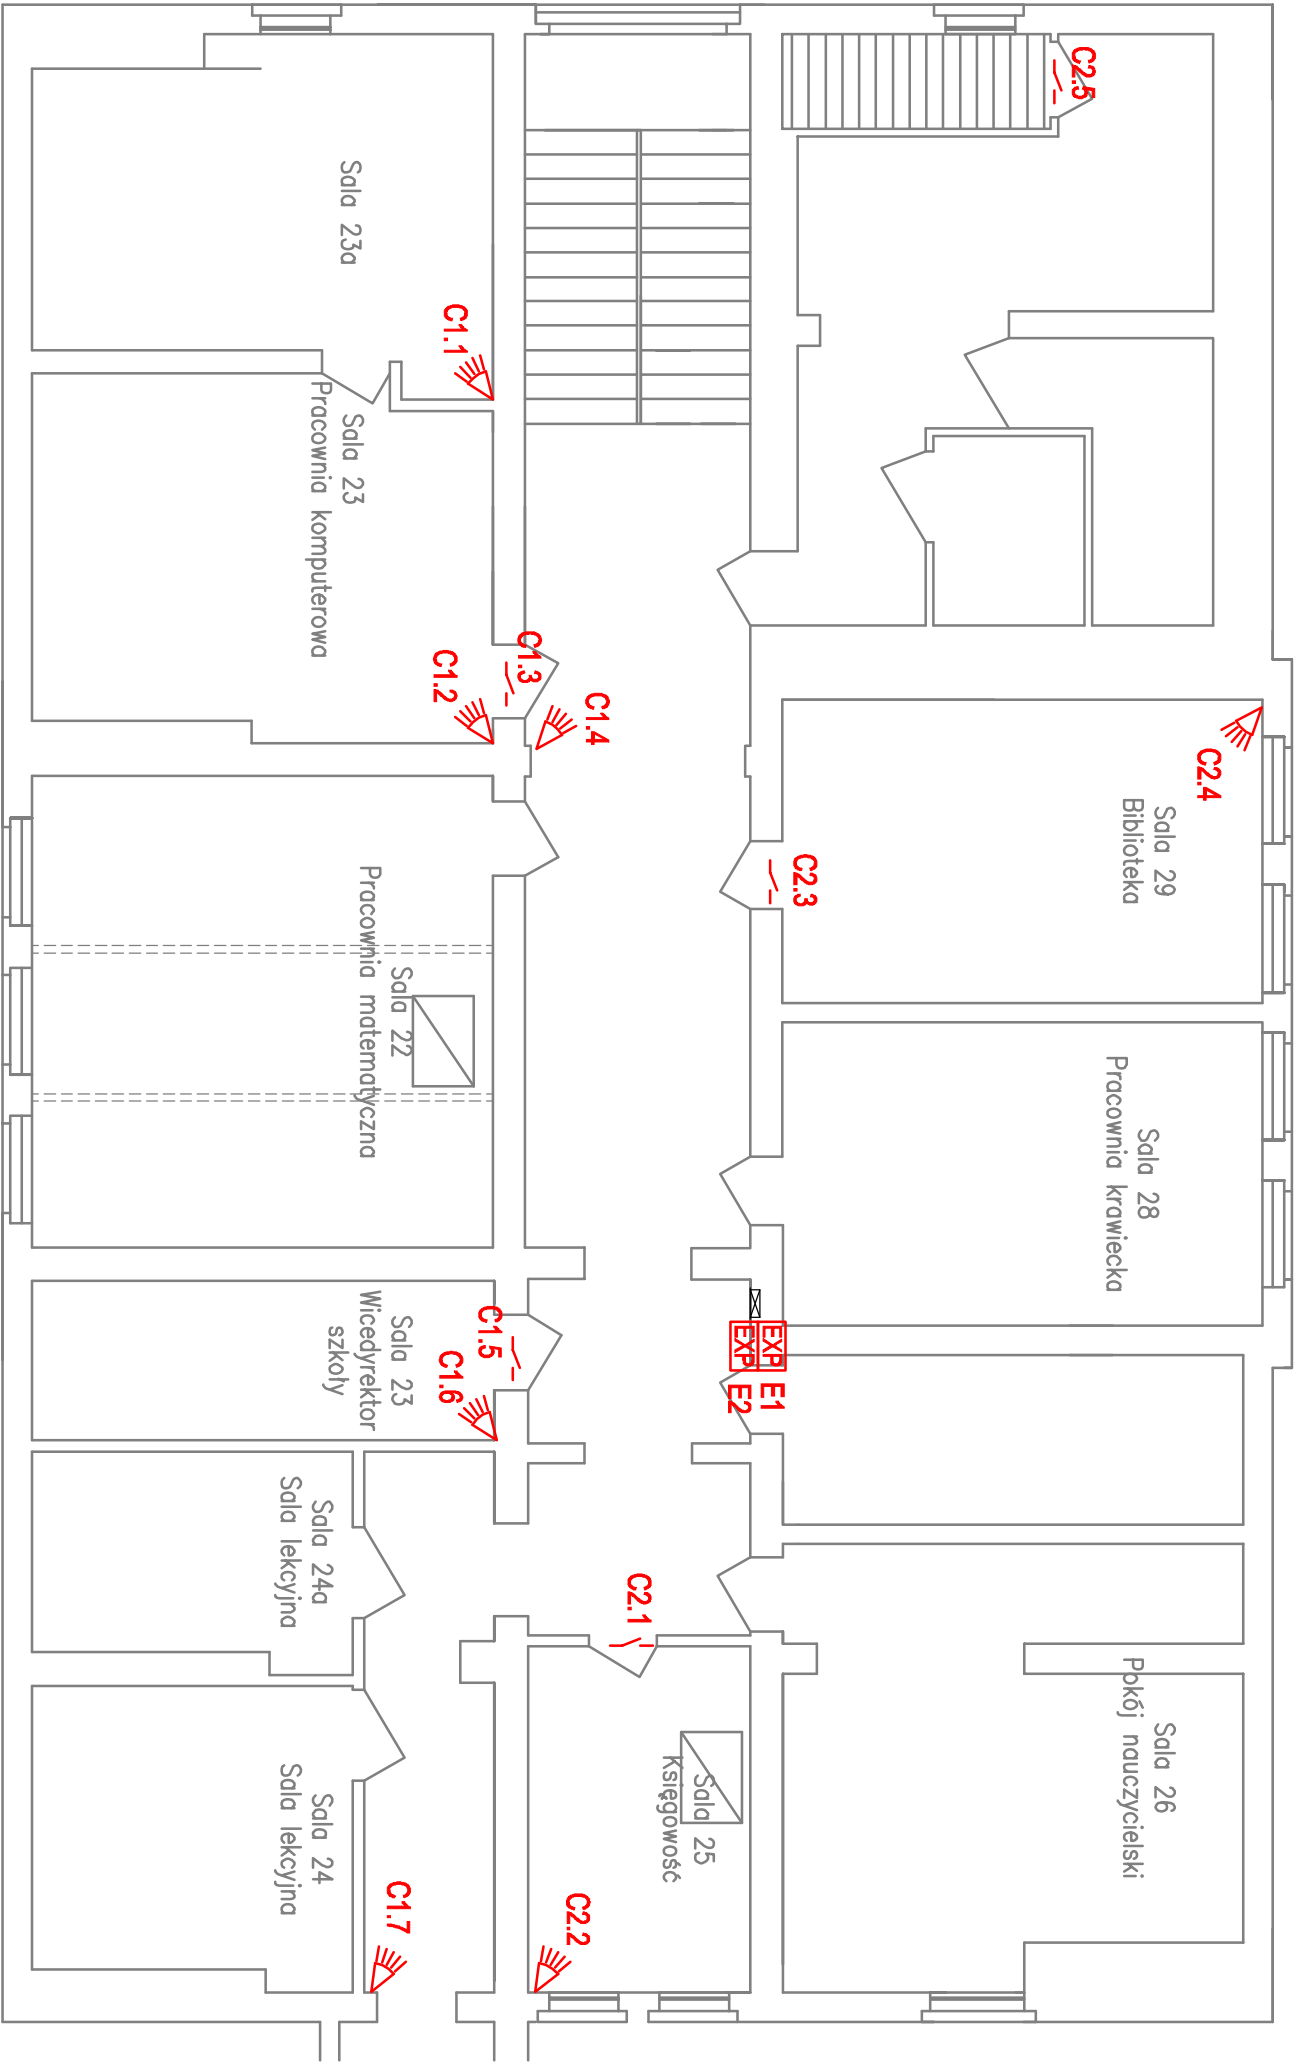 C2.5
Sala 23a
C1.1
Sala 23
Pracownia komputerowa
C1.3
C1.2
C1.4
C2.4
Sala 29
Biblioteka
C2.3
Sala 22
Pracownia matematyczna
Sala 28
Pracownia krawiecka
EXP E1
EXP E2
C1.5
C1.6
Sala 23
Wicedyrektor
szkoły
Sala 24a
Sala lekcyjna
C2.1
Sala 26
Pokój nauczycielski
Sala 25
Księgowość
Sala 24
Sala lekcyjna
C1.7
C2.2